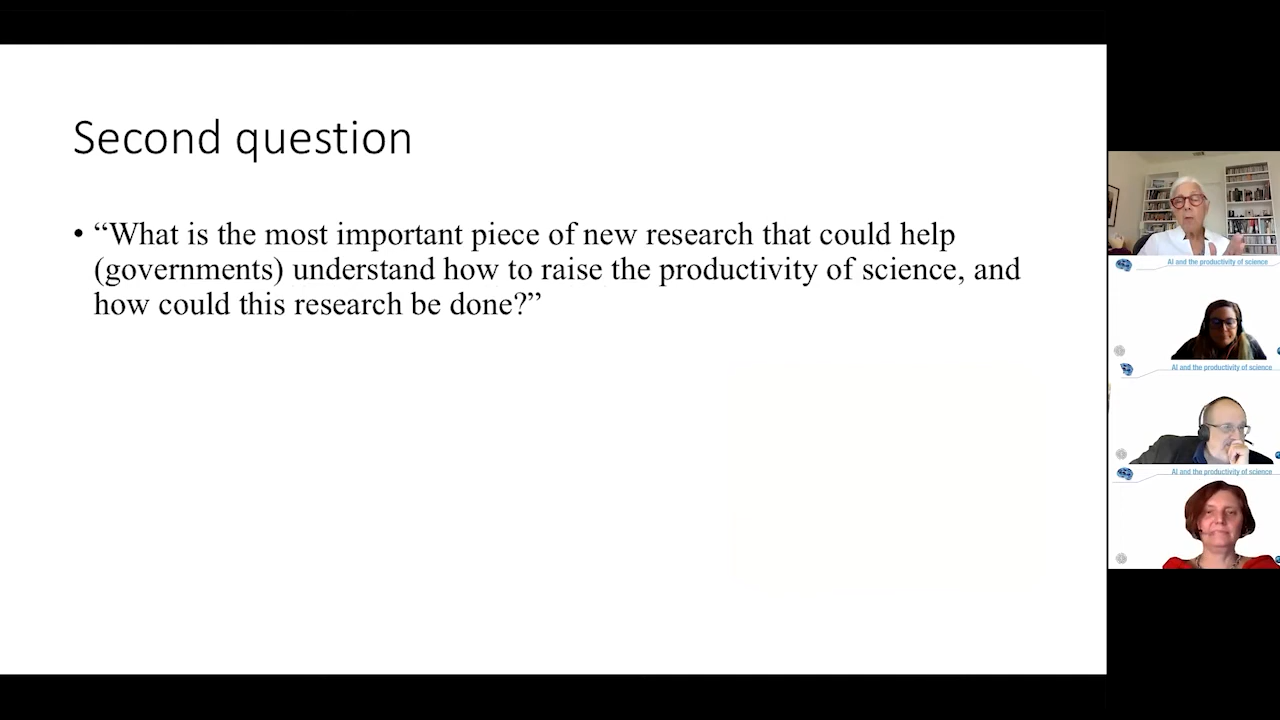 Second question
• “What is the most important piece of new research that could help
(governments) understand how to raise the productivity of science, and
how could this research be done?”
AI and the productivity of science
AI and the productivity of science
AI and the productivity of science